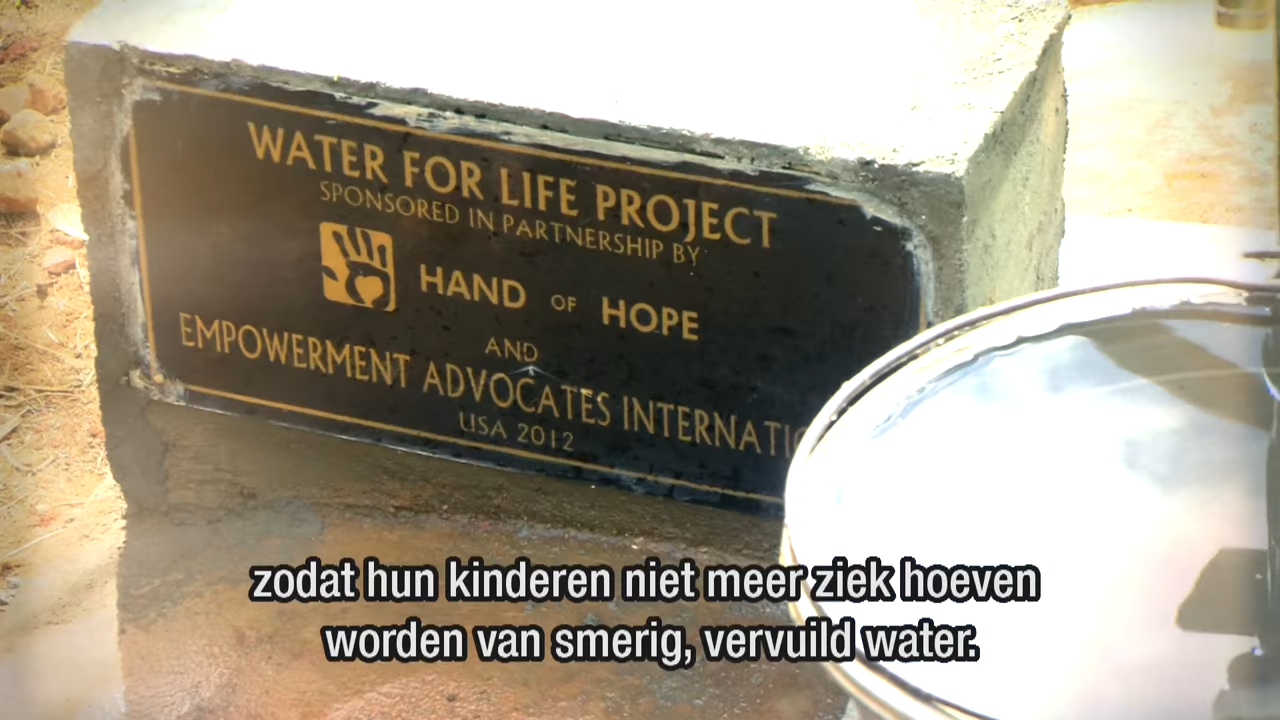 WATER FOR LIFE PROJECT
SPONSORED IN PARTNERSHIP BY
HAND OF HOPE
AND
EMPOWERMENT ADVOCATES
USA 2012
zodat hun kinderen niet meer ziek hoeven
worden van smerig, vervuild water.